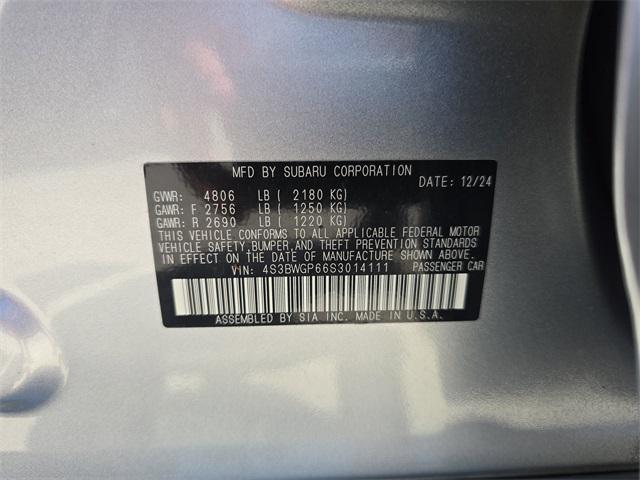 MFD BY SUBARU CORPORATION
DATE: 12/24
GVWR: 4806 LB ( 2180 KG)
GAWR: F 2756 LB ( 1250 KG)
GAWR: R 2690 LB ( 1220 KG)
THIS VEHICLE CONFORMS TO ALL APPLICABLE FEDERAL MOTOR
VEHICLE SAFETY, BUMPER, AND THEFT PREVENTION STANDARDS
IN EFFECT ON THE DATE OF MANUFACTURE SHOWN ABOVE.
VIN: 4S3BWGP66S3014111 PASSENGER CAR
ASSEMBLED BY SIA INC. MADE IN U.S.A.